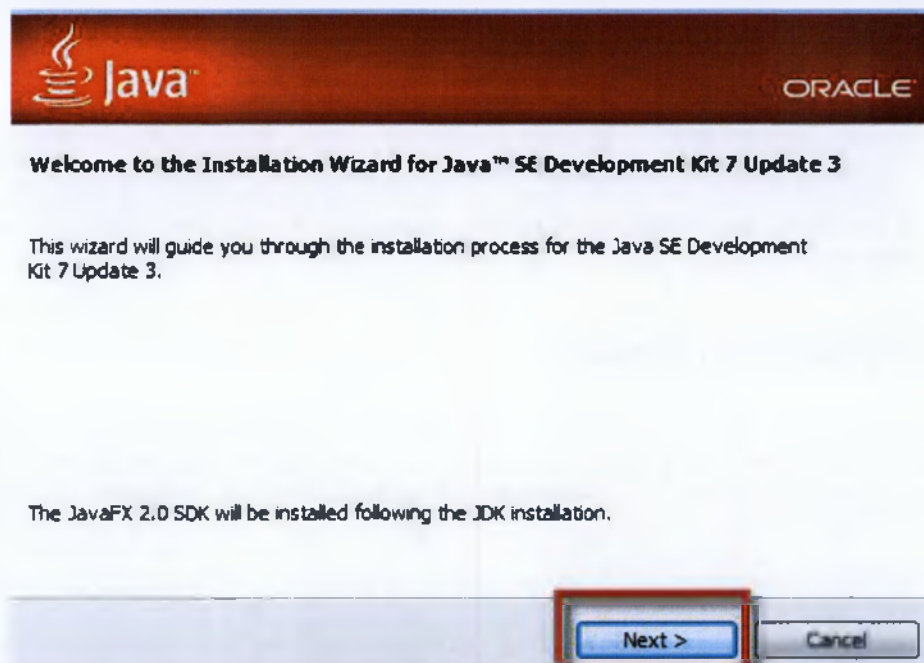 Java™
ORACLE
Welcome to the Installation Wizard for Java™ SE Development Kit 7 Update 3
This wizard will guide you through the installation process for the Java SE Development
Kit 7 Update 3.
The JavaFX 2.0 SDK will be installed following the JDK installation.
Next >
Cancel